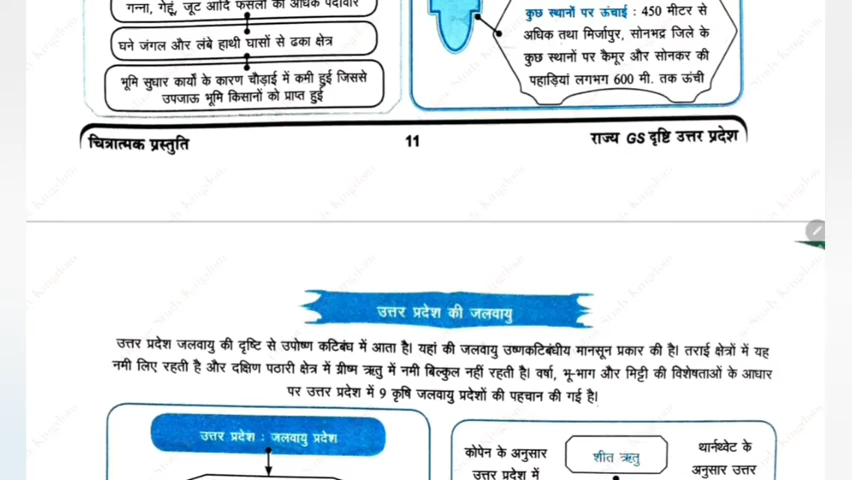 गन्ना, गेहूं, जूट आदि फसलों की अधिक पैदावार
घने जंगल और लंबे हाथी घासों से ढका क्षेत्र
भूमि सुधार कार्यों के कारण चौड़ाई में कमी हुई जिससे
उपजाऊ भूमि किसानों को प्राप्त हुई
कुछ स्थानों पर ऊंचाई : 450 मीटर से
अधिक तथा मिर्जापुर, सोनभद्र जिले के
कुछ स्थानों पर कैमूर और सोनकर की
पहाड़ियां लगभग 600 मी. तक ऊंची
चित्रात्मक प्रस्तुति
11
राज्य GS दृष्टि उत्तर प्रदेश
उत्तर प्रदेश की जलवायु
उत्तर प्रदेश जलवायु की दृष्टि से उपोष्ण कटिबंध में आता है। यहां की जलवायु उष्णकटिबंधीय मानसून प्रकार की है। तराई क्षेत्रों में यह
नमी लिए रहती है और दक्षिण पठारी क्षेत्र में ग्रीष्म ऋतु में नमी बिल्कुल नहीं रहती है। वर्षा, भू-भाग और मिट्टी की विशेषताओं के आधार
पर उत्तर प्रदेश में 9 कृषि जलवायु प्रदेशों की पहचान की गई है।
उत्तर प्रदेश : जलवायु प्रदेश
कोपेन के अनुसार
उत्तर प्रदेश में
शीत ऋतु
थार्नथ्वेट के
अनुसार उत्तर
Study Kingdom